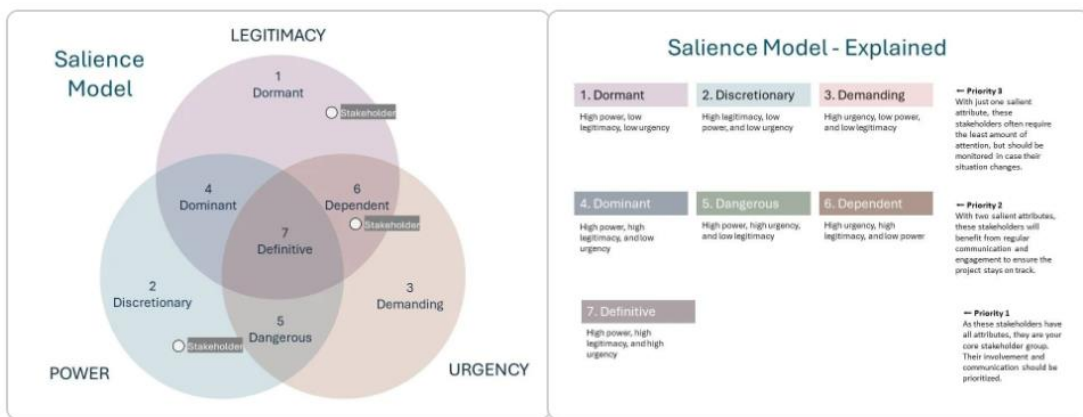 LEGITIMACY
Salience
Model
1
Dormant
Stakeholder
4
Dominant
6
Dependent
Stakeholder
7
Definitive
2
Discretionary
3
Demanding
5
Dangerous
Stakeholder
POWER
URGENCY
Salience Model - Explained
1. Dormant
High power, low
legitimacy, low urgency
2. Discretionary
High legitimacy, low
power, and low urgency
3. Demanding
High urgency, low power,
and low legitimacy
← Priority 3
With just one salient
attribute, these
stakeholders often require
the least amount of
attention, but should be
monitored in case their
situation changes.
4. Dominant
High power, high
legitimacy, and low
urgency
5. Dangerous
High power, high urgency,
and low legitimacy
6. Dependent
High urgency, high
legitimacy, and low power
← Priority 2
With two salient attributes,
these stakeholders will
benefit from regular
communication and
engagement to ensure the
project stays on track.
7. Definitive
High power, high
legitimacy, and high
urgency
← Priority 1
As these stakeholders have
all attributes, they are your
core stakeholder group.
Their involvement and
communication should be
prioritized.